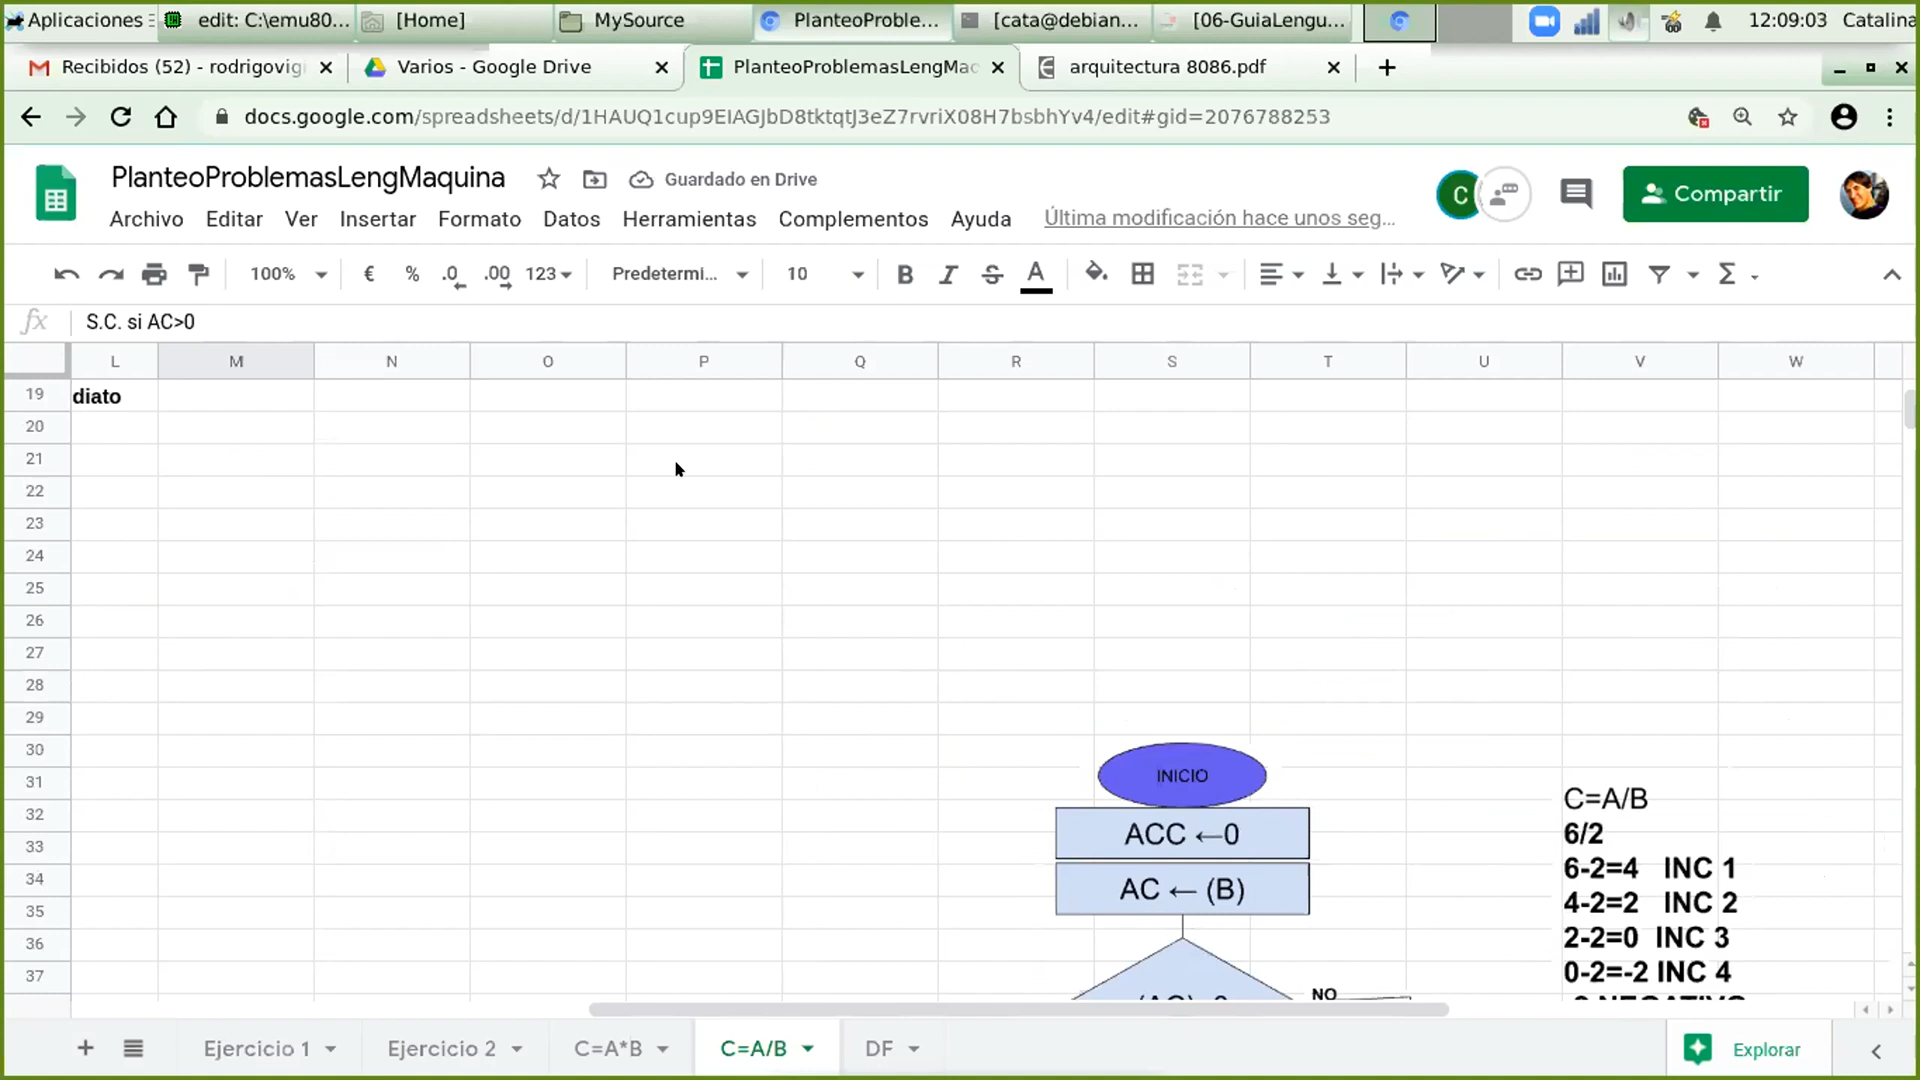 Aplicaciones
edit: C:\emu80...
[Home]
MySource
PlanteoProble...
[cata@debian...
[06-GuiaLengu...
12:09:03
Catalina
Recibidos (52) - rodrigovig
Varios - Google Drive
PlanteoProblemasLengMac
arquitectura 8086.pdf
docs.google.com/spreadsheets/d/1HAUQ1cup9EIAGJbD8tktqtJ3eZ7rvriX08H7bsbhYv4/edit#gid=2076788253
PlanteoProblemasLengMaquina
Guardado en Drive
C
Compartir
Archivo Editar Ver Insertar Formato Datos Herramientas Complementos Ayuda Última modificación hace unos seg...
100% € % .0 .00 123 Predetermi... 10 B I S A Σ
fx S.C. si AC>0
L M N O P Q R S T U V W
19 diato
20
21
22
23
24
25
26
27
28
29
30
31
32
33
34
35
36
37
INICIO
ACC ←0
AC ← (B)
NO
C=A/B
6/2
6-2=4 INC 1
4-2=2 INC 2
2-2=0 INC 3
0-2=-2 INC 4
Ejercicio 1
Ejercicio 2
C=A*B
C=A/B
DF
Explorar